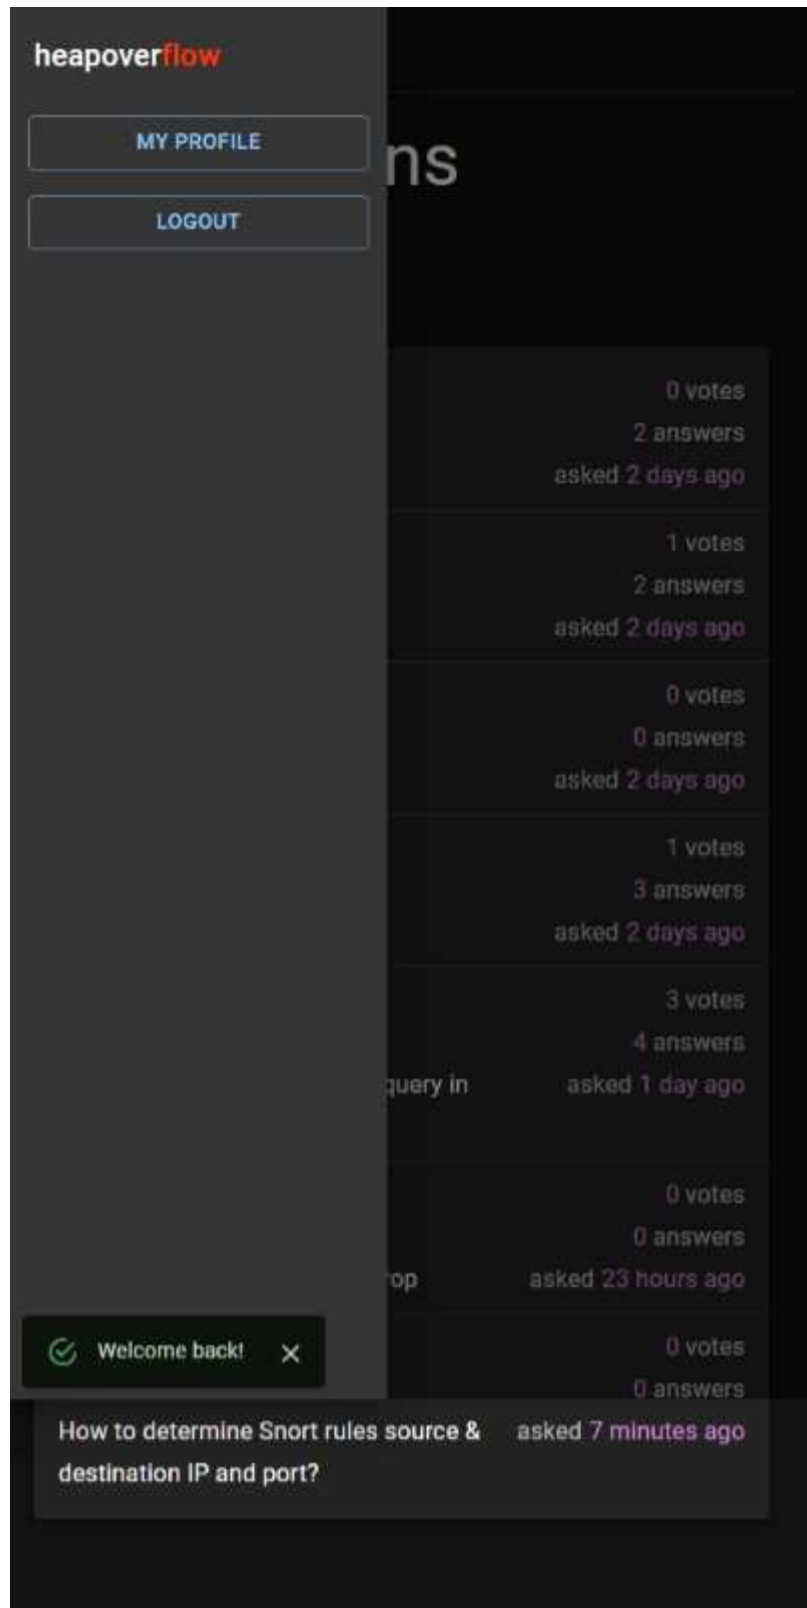 heapoverflow
MY PROFILE
ns
LOGOUT
0 votes
2 answers
asked 2 days ago
1 votes
2 answers
asked 2 days ago
0 votes
0 answers
asked 2 days ago
1 votes
3 answers
asked 2 days ago
3 votes
4 answers
query in asked 1 day ago
0 votes
0 answers
rop asked 23 hours ago
0 votes
Welcome back!
0 answers
How to determine Snort rules source & asked 7 minutes ago
destination IP and port?